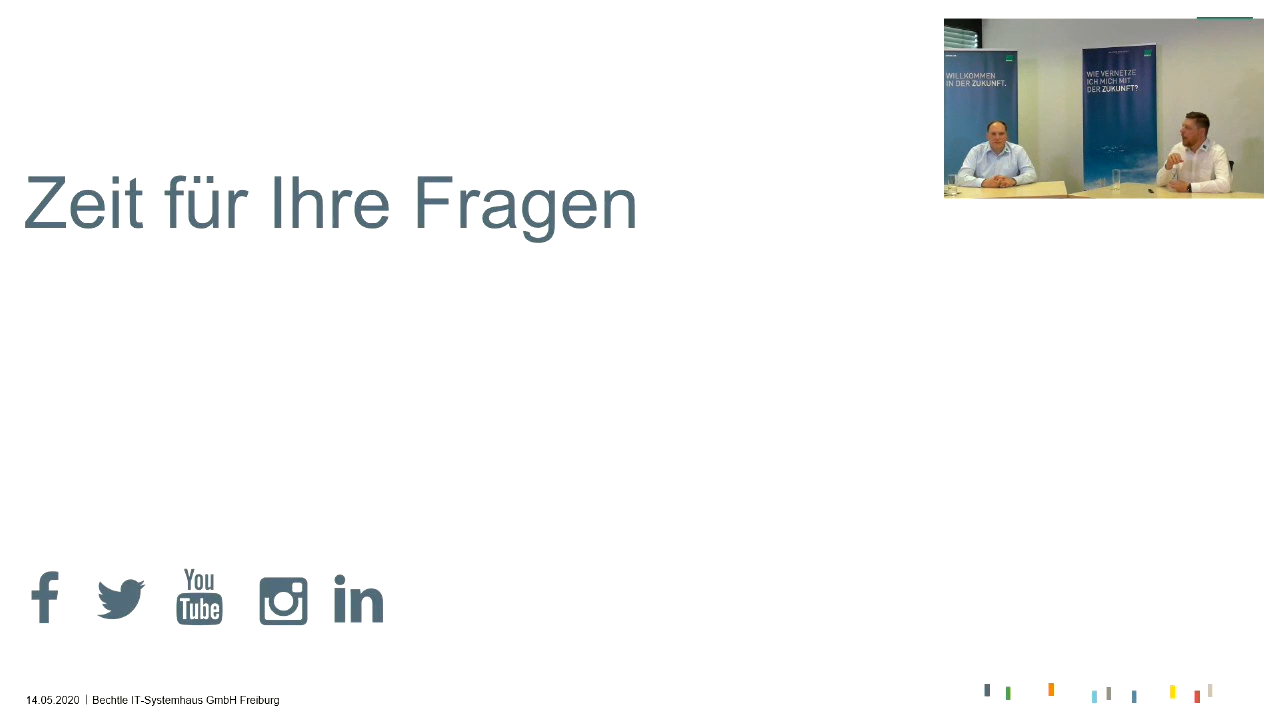 WILLKOMMEN
IN DER ZUKUNFT.
WIE VERNETZE
ICH MICH MIT
DER ZUKUNFT?
Zeit für Ihre Fragen
f
You
Tube
in
14.05.2020 | Bechtle IT-Systemhaus GmbH Freiburg